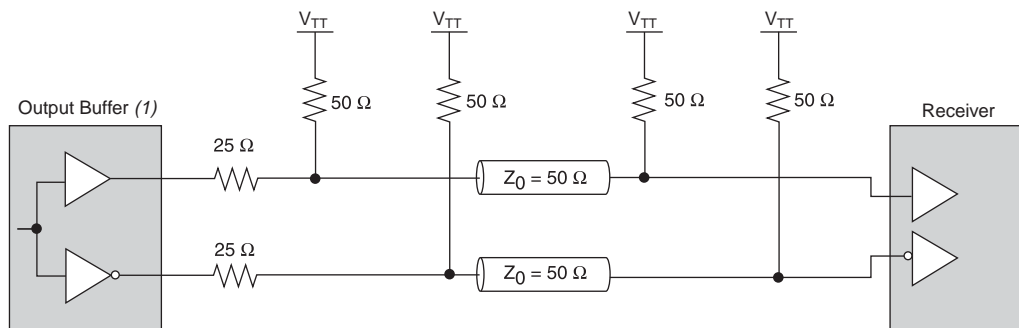 V_TT V_TT V_TT V_TT
50 Ω 50 Ω 50 Ω 50 Ω
Output Buffer (1) Receiver
25 Ω
Z_0 = 50 Ω
25 Ω
Z_0 = 50 Ω